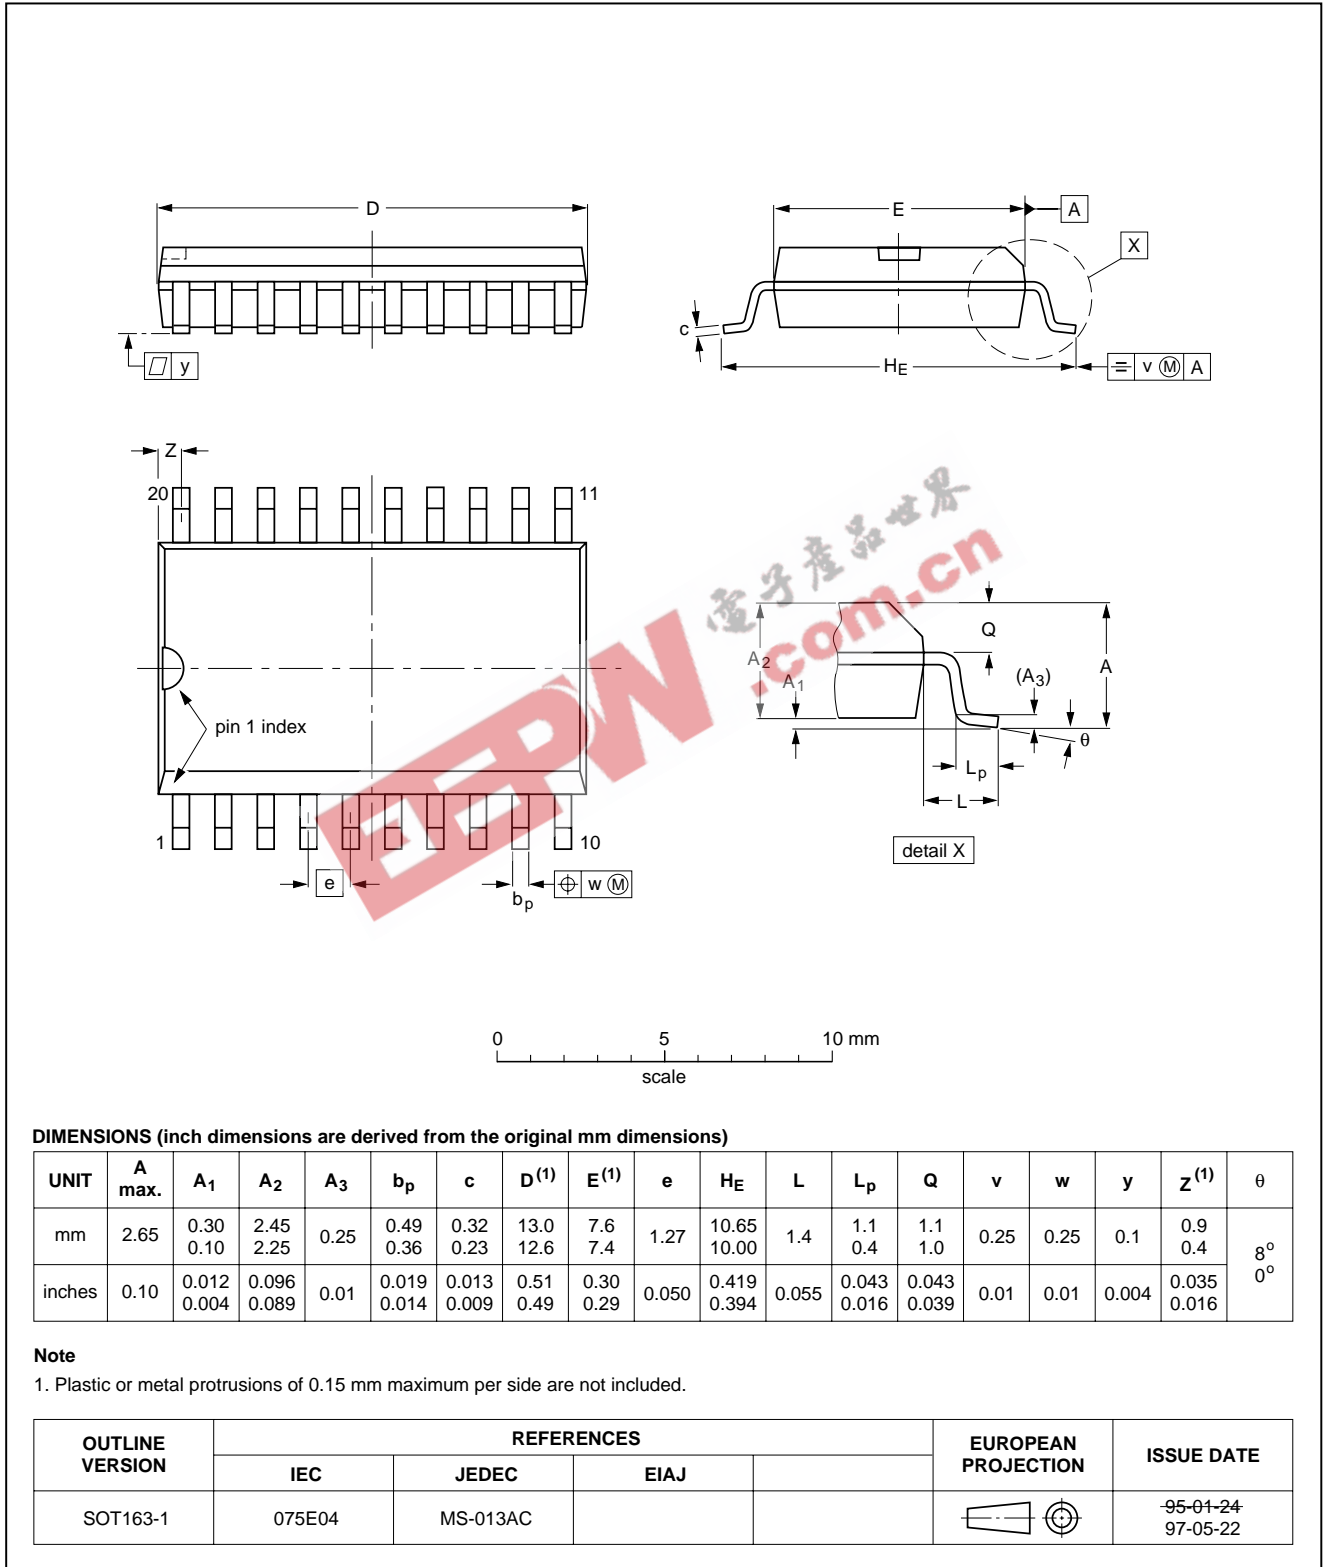 D
E
A
X
c
y
HE
v M A
Z
20
11
電子產品世界
.com.cn
EEPW
pin 1 index
1
10
e
bp
w M
Q
A2
A1
A
(A3)
θ
Lp
L
detail X
0 5 10 mm
scale
DIMENSIONS (inch dimensions are derived from the original mm dimensions)
UNIT A max. A1 A2 A3 bp c D(1) E(1) e HE L Lp Q v w y Z(1) θ
mm 2.65 0.30 0.10 2.45 2.25 0.25 0.49 0.36 0.32 0.23 13.0 12.6 7.6 7.4 1.27 10.65 10.00 1.4 1.1 0.4 1.1 1.0 0.25 0.25 0.1 0.9 0.4 8° 0°
inches 0.10 0.012 0.004 0.096 0.089 0.01 0.019 0.014 0.013 0.009 0.51 0.49 0.30 0.29 0.050 0.419 0.394 0.055 0.043 0.016 0.043 0.039 0.01 0.01 0.004 0.035 0.016
Note
1. Plastic or metal protrusions of 0.15 mm maximum per side are not included.
OUTLINE VERSION REFERENCES EUROPEAN PROJECTION ISSUE DATE
IEC JEDEC EIAJ
SOT163-1 075E04 MS-013AC 95-01-24
97-05-22